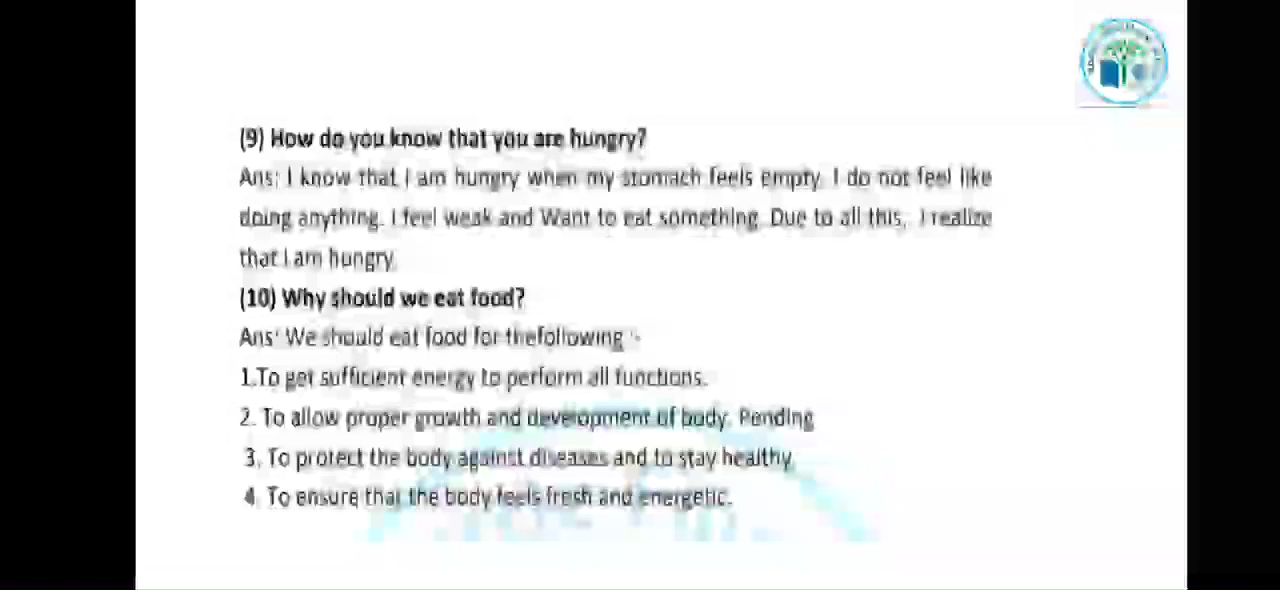 (9) How do you know that you are hungry?
Ans: I know that I am hungry when my stomach feels empty. I do not feel like
doing anything. I feel weak and Want to eat something. Due to all this, I realize
that I am hungry.
(10) Why should we eat food?
Ans: We should eat food for thefollowing :-
1.To get sufficient energy to perform all functions.
2. To allow proper growth and development of body. Pending
3. To protect the body against diseases and to stay healthy.
4. To ensure that the body feels fresh and energetic.